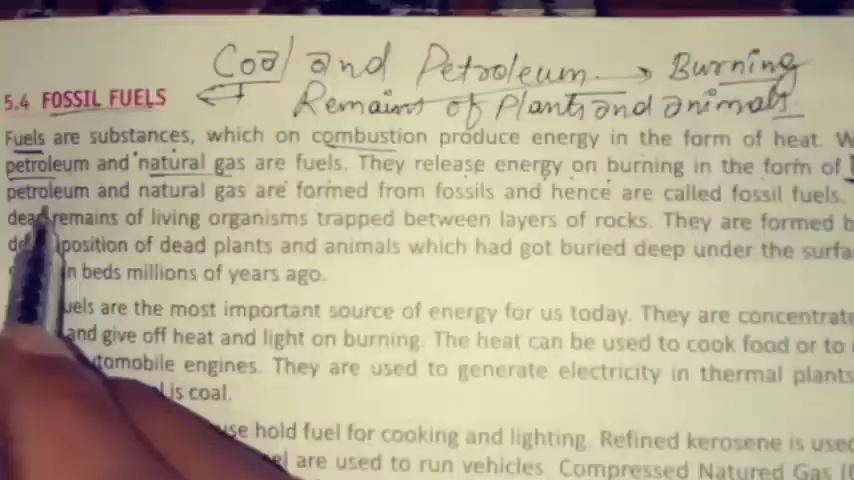 Coal and Petroleum → Burning
Remains of Plants and animals.
5.4 FOSSIL FUELS
Fuels are substances, which on combustion produce energy in the form of heat. W
petroleum and natural gas are fuels. They release energy on burning in the form of
petroleum and natural gas are formed from fossils and hence are called fossil fuels.
dead remains of living organisms trapped between layers of rocks. They are formed b
position of dead plants and animals which had got buried deep under the surfa
n beds millions of years ago.
uels are the most important source of energy for us today. They are concentrate
and give off heat and light on burning. The heat can be used to cook food or to
utomobile engines. They are used to generate electricity in thermal plants
is coal.
use hold fuel for cooking and lighting. Refined kerosene is used
el are used to run vehicles. Compressed Natured Gas (